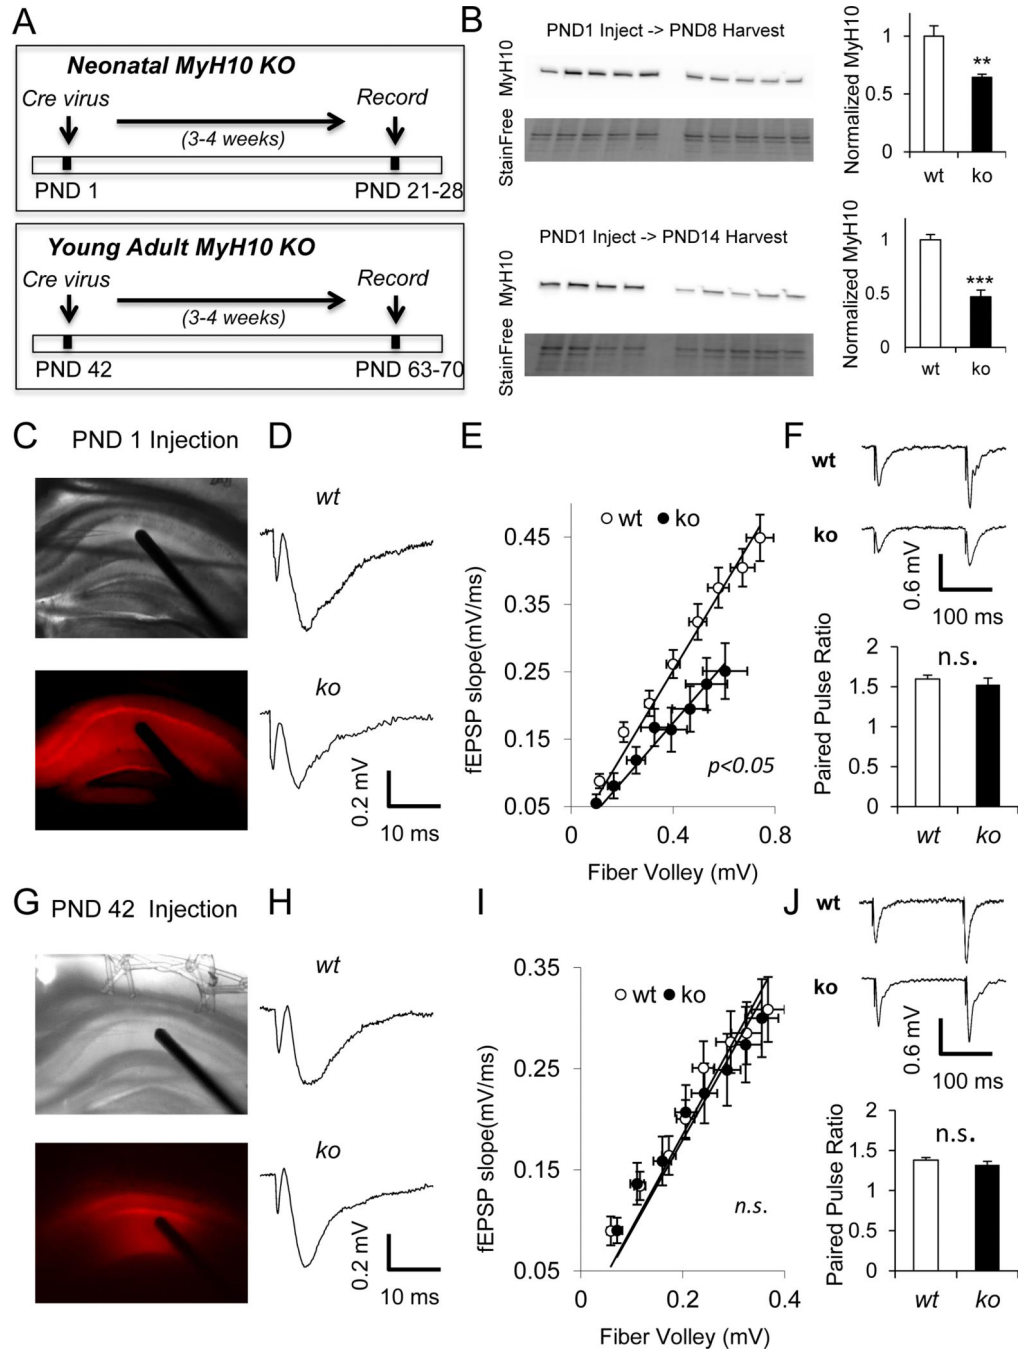 A
Neonatal MyH10 KO
Cre virus
Record
(3-4 weeks)
PND 1
PND 21-28
Young Adult MyH10 KO
Cre virus
Record
(3-4 weeks)
PND 42
PND 63-70
B
PND1 Inject -> PND8 Harvest
MyH10
StainFree
Normalized MyH10
1
0.5
0
**
wt
ko
PND1 Inject -> PND14 Harvest
MyH10
StainFree
Normalized MyH10
1
0.5
0
***
wt
ko
C
PND 1 Injection
D
wt
ko
0.2 mV
10 ms
E
fEPSP slope(mV/ms)
0.45
0.35
0.25
0.15
0.05
wt
ko
p<0.05
0
0.4
0.8
Fiber Volley (mV)
F
wt
ko
0.6 mV
100 ms
Paired Pulse Ratio
2
1.5
1
0.5
0
n.s.
wt
ko
G
PND 42 Injection
H
wt
ko
0.2 mV
10 ms
I
fEPSP slope(mV/ms)
0.35
0.25
0.15
0.05
wt
ko
n.s.
0
0.2
0.4
Fiber Volley (mV)
J
wt
ko
0.6 mV
100 ms
Paired Pulse Ratio
2
1.5
1
0.5
0
n.s.
wt
ko